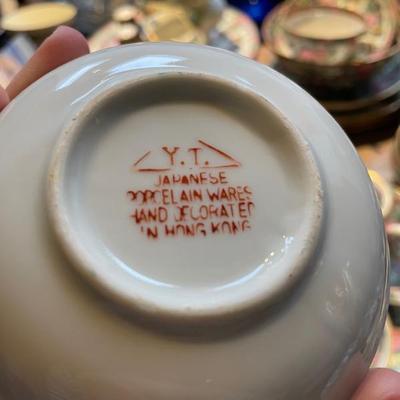 Y.T.
JAPANESE
PORCELAIN WARES
HAND DECORATED
IN HONG KONG